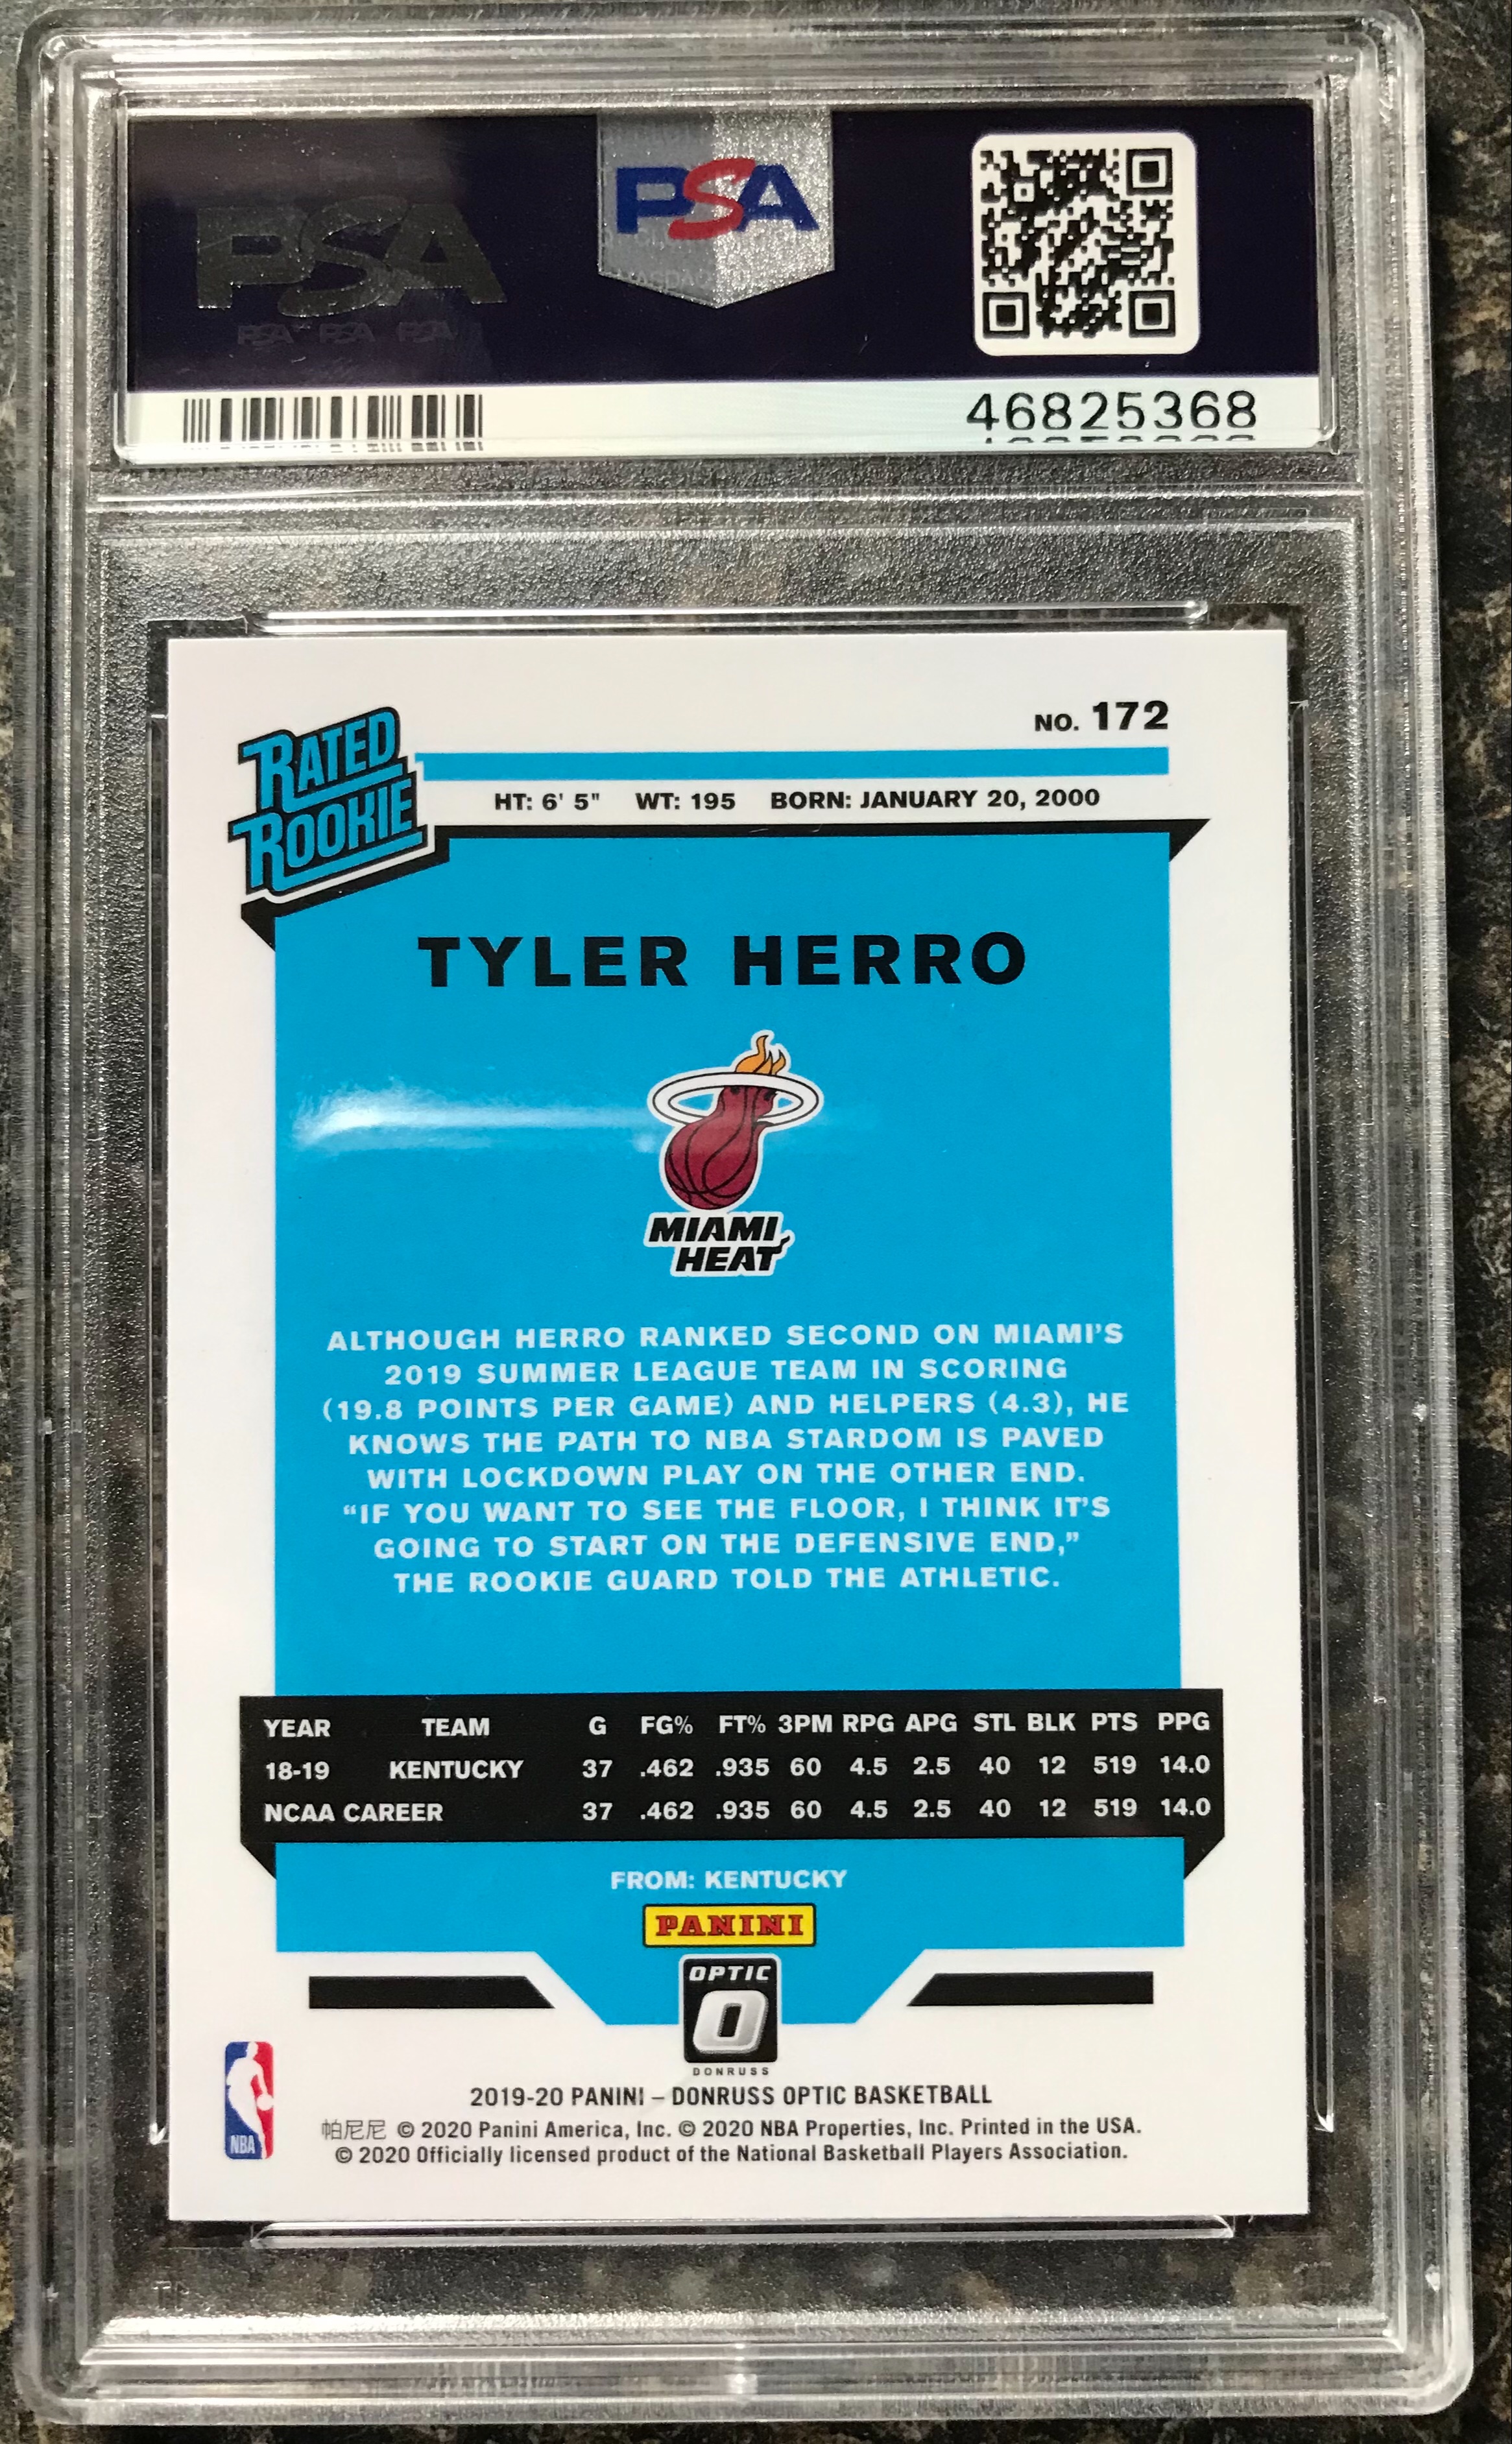 PSA
PSA
PSA PSA PSA
46825368
RATED
ROOKIE
NO. 172
HT: 6' 5" WT: 195 BORN: JANUARY 20, 2000
TYLER HERRO
MIAMI
HEAT
ALTHOUGH HERRO RANKED SECOND ON MIAMI'S
2019 SUMMER LEAGUE TEAM IN SCORING
(19.8 POINTS PER GAME) AND HELPERS (4.3), HE
KNOWS THE PATH TO NBA STARDOM IS PAVED
WITH LOCKDOWN PLAY ON THE OTHER END.
“IF YOU WANT TO SEE THE FLOOR, I THINK IT'S
GOING TO START ON THE DEFENSIVE END,”
THE ROOKIE GUARD TOLD THE ATHLETIC.
YEAR TEAM G FG% FT% 3PM RPG APG STL BLK PTS PPG
18-19 KENTUCKY 37 .462 .935 60 4.5 2.5 40 12 519 14.0
NCAA CAREER 37 .462 .935 60 4.5 2.5 40 12 519 14.0
FROM: KENTUCKY
PANINI
OPTIC
O
DONRUSS
NBA
2019-20 PANINI – DONRUSS OPTIC BASKETBALL
帕尼尼 © 2020 Panini America, Inc. © 2020 NBA Properties, Inc. Printed in the USA.
© 2020 Officially licensed product of the National Basketball Players Association.